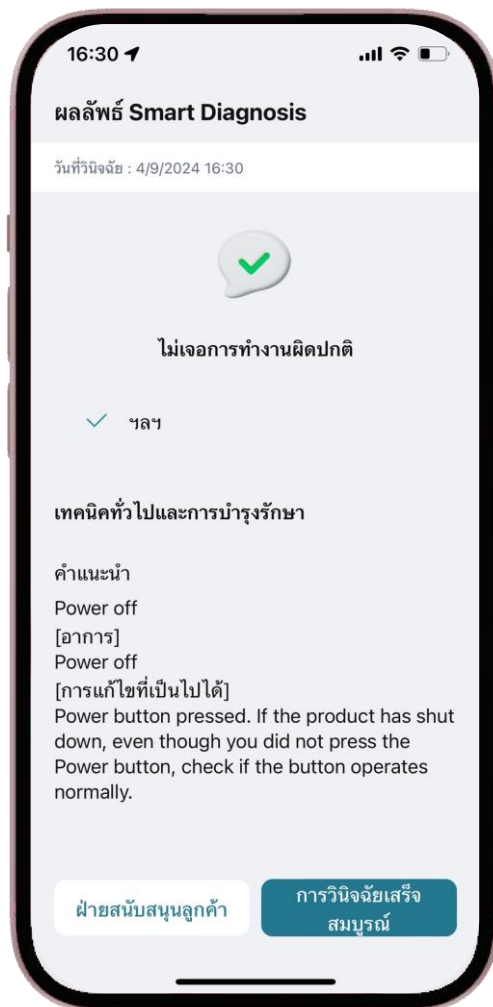 16:30
ผลลัพธ์ Smart Diagnosis
วันที่วินิจฉัย : 4/9/2024 16:30
ไม่เจอการทำงานผิดปกติ
ฯลฯ
เทคนิคทั่วไปและการบำรุงรักษา
คำแนะนำ
Power off
[อาการ]
Power off
[การแก้ไขที่เป็นไปได้]
Power button pressed. If the product has shut
down, even though you did not press the
Power button, check if the button operates
normally.
ฝ่ายสนับสนุนลูกค้า
การวินิจฉัยเสร็จ
สมบูรณ์